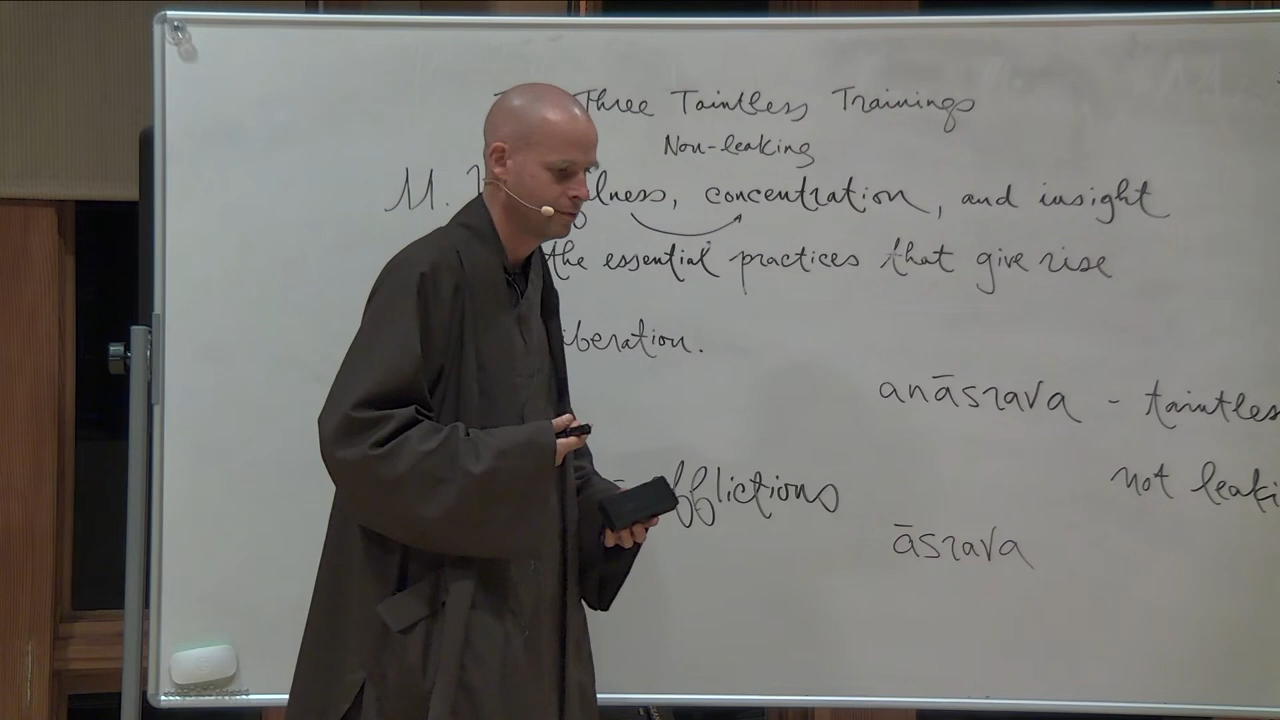 Three Taintless Trainings
Non-leaking
M. lness, concentration, and insight
the essential practices that give rise
iberation.
anāsrava - taintles
not leaki
fflictions
āsrava